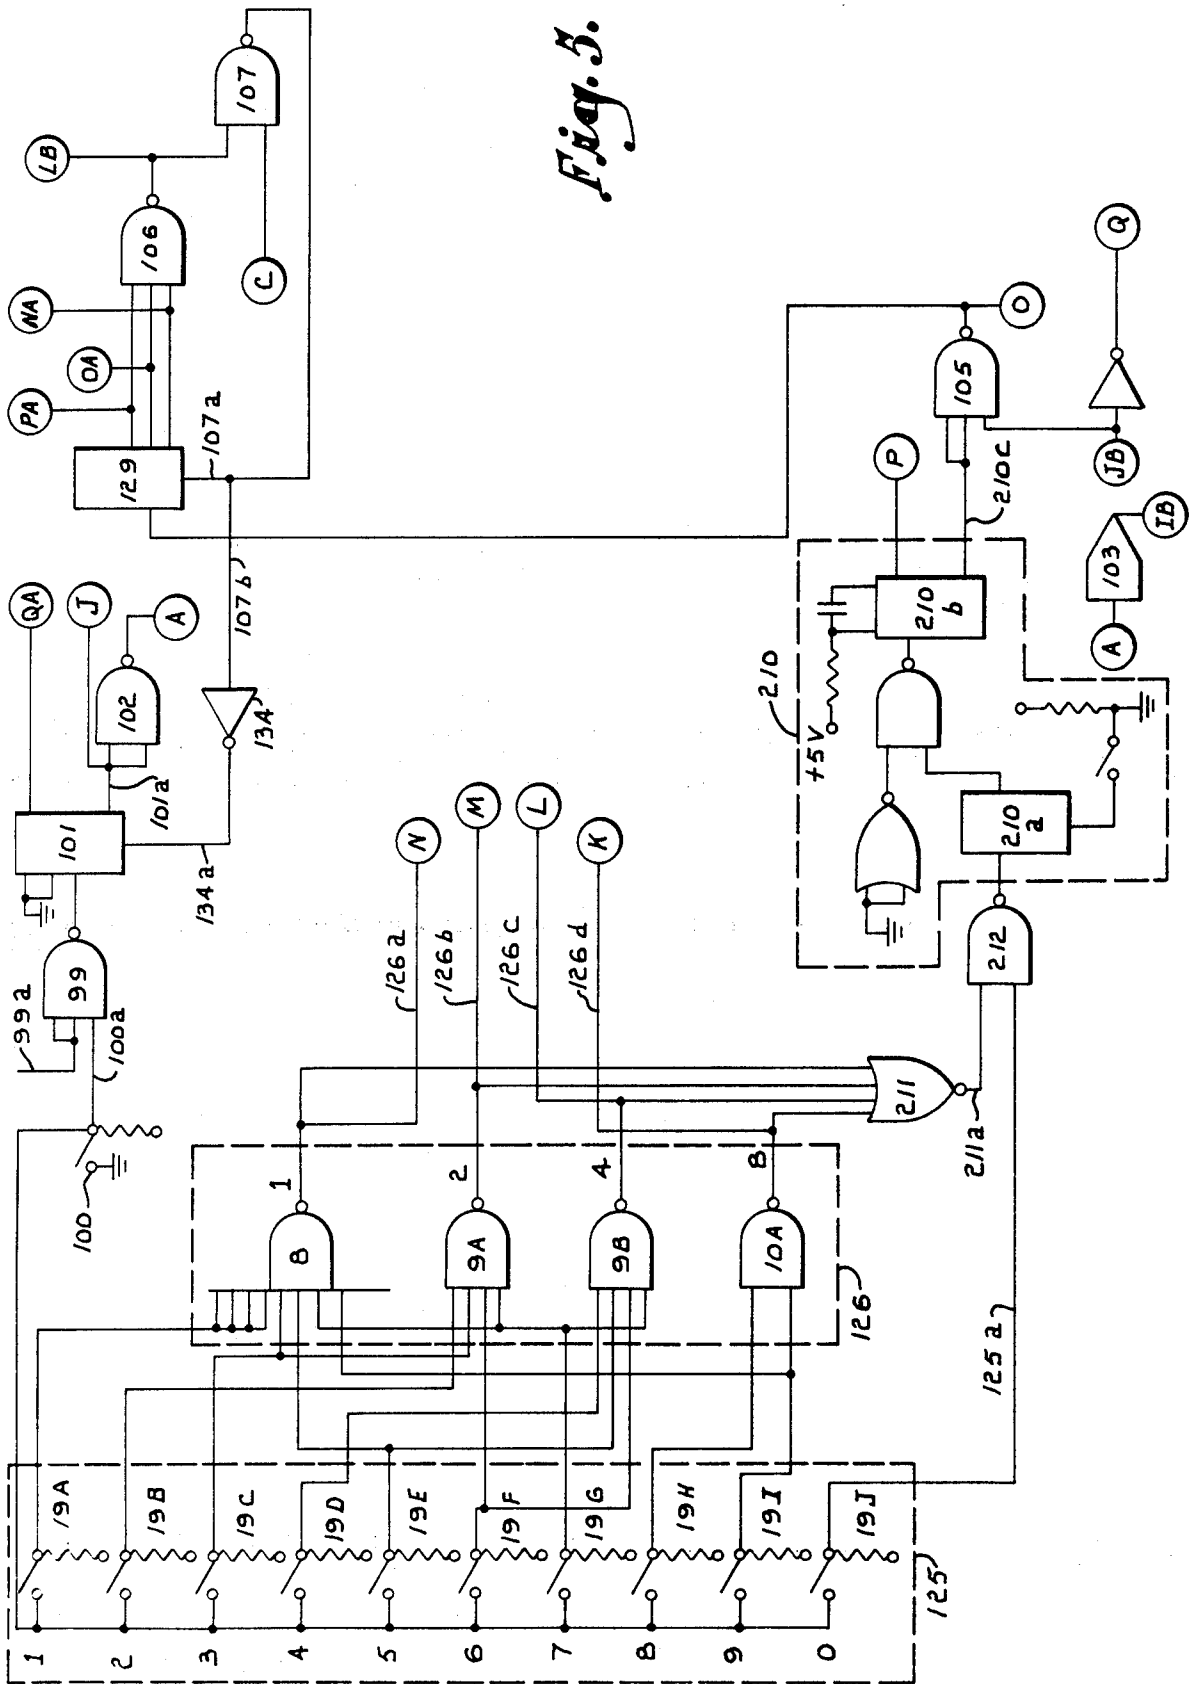 Fig. 5.
1
2
3
4
5
6
7
8
9
0
19A
19B
19C
19D
19E
19F
19G
19H
19I
19J
125
100
100a
99a
99
101
134a
101a
102
QA
J
A
134
107b
107a
129
PA
OA
NA
106
LB
107
C
8
9A
9B
10A
1
2
4
8
126
126a
126b
126c
126d
N
M
L
K
211
211a
125a
212
210
+5V
210
a
210
b
210c
P
105
O
JB
Q
A
103
IB